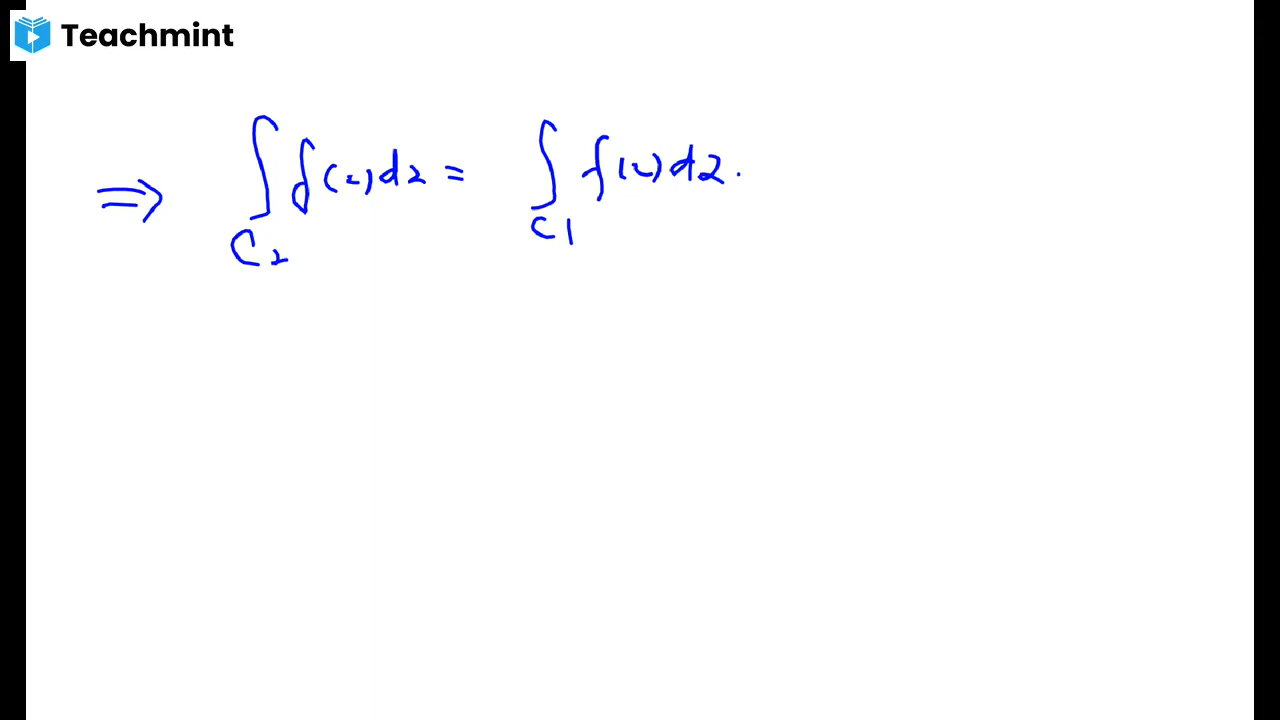 Teachmint
⇒ ∫_{C2} f(z)dz = ∫_{C1} f(z)dz.